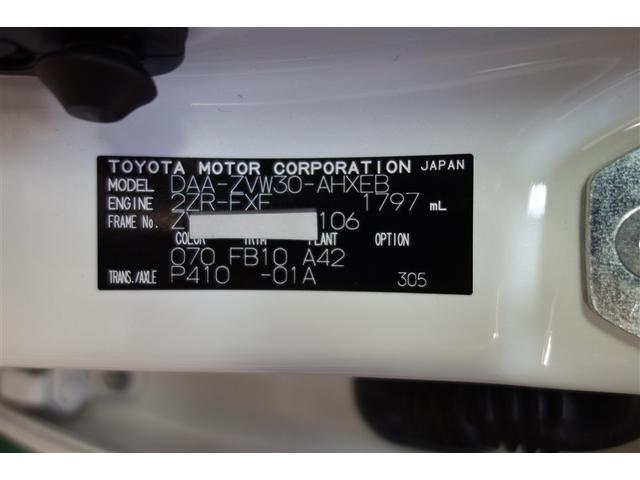 TOYOTA MOTOR CORPORATION JAPAN
MODEL DAA-ZVW30-AHXEB
ENGINE 2ZR-FXE 1797 mL
FRAME No. 106
COLOR TRIM PLANT OPTION
070 FB10 A42
TRANS./AXLE P410 -01A 305